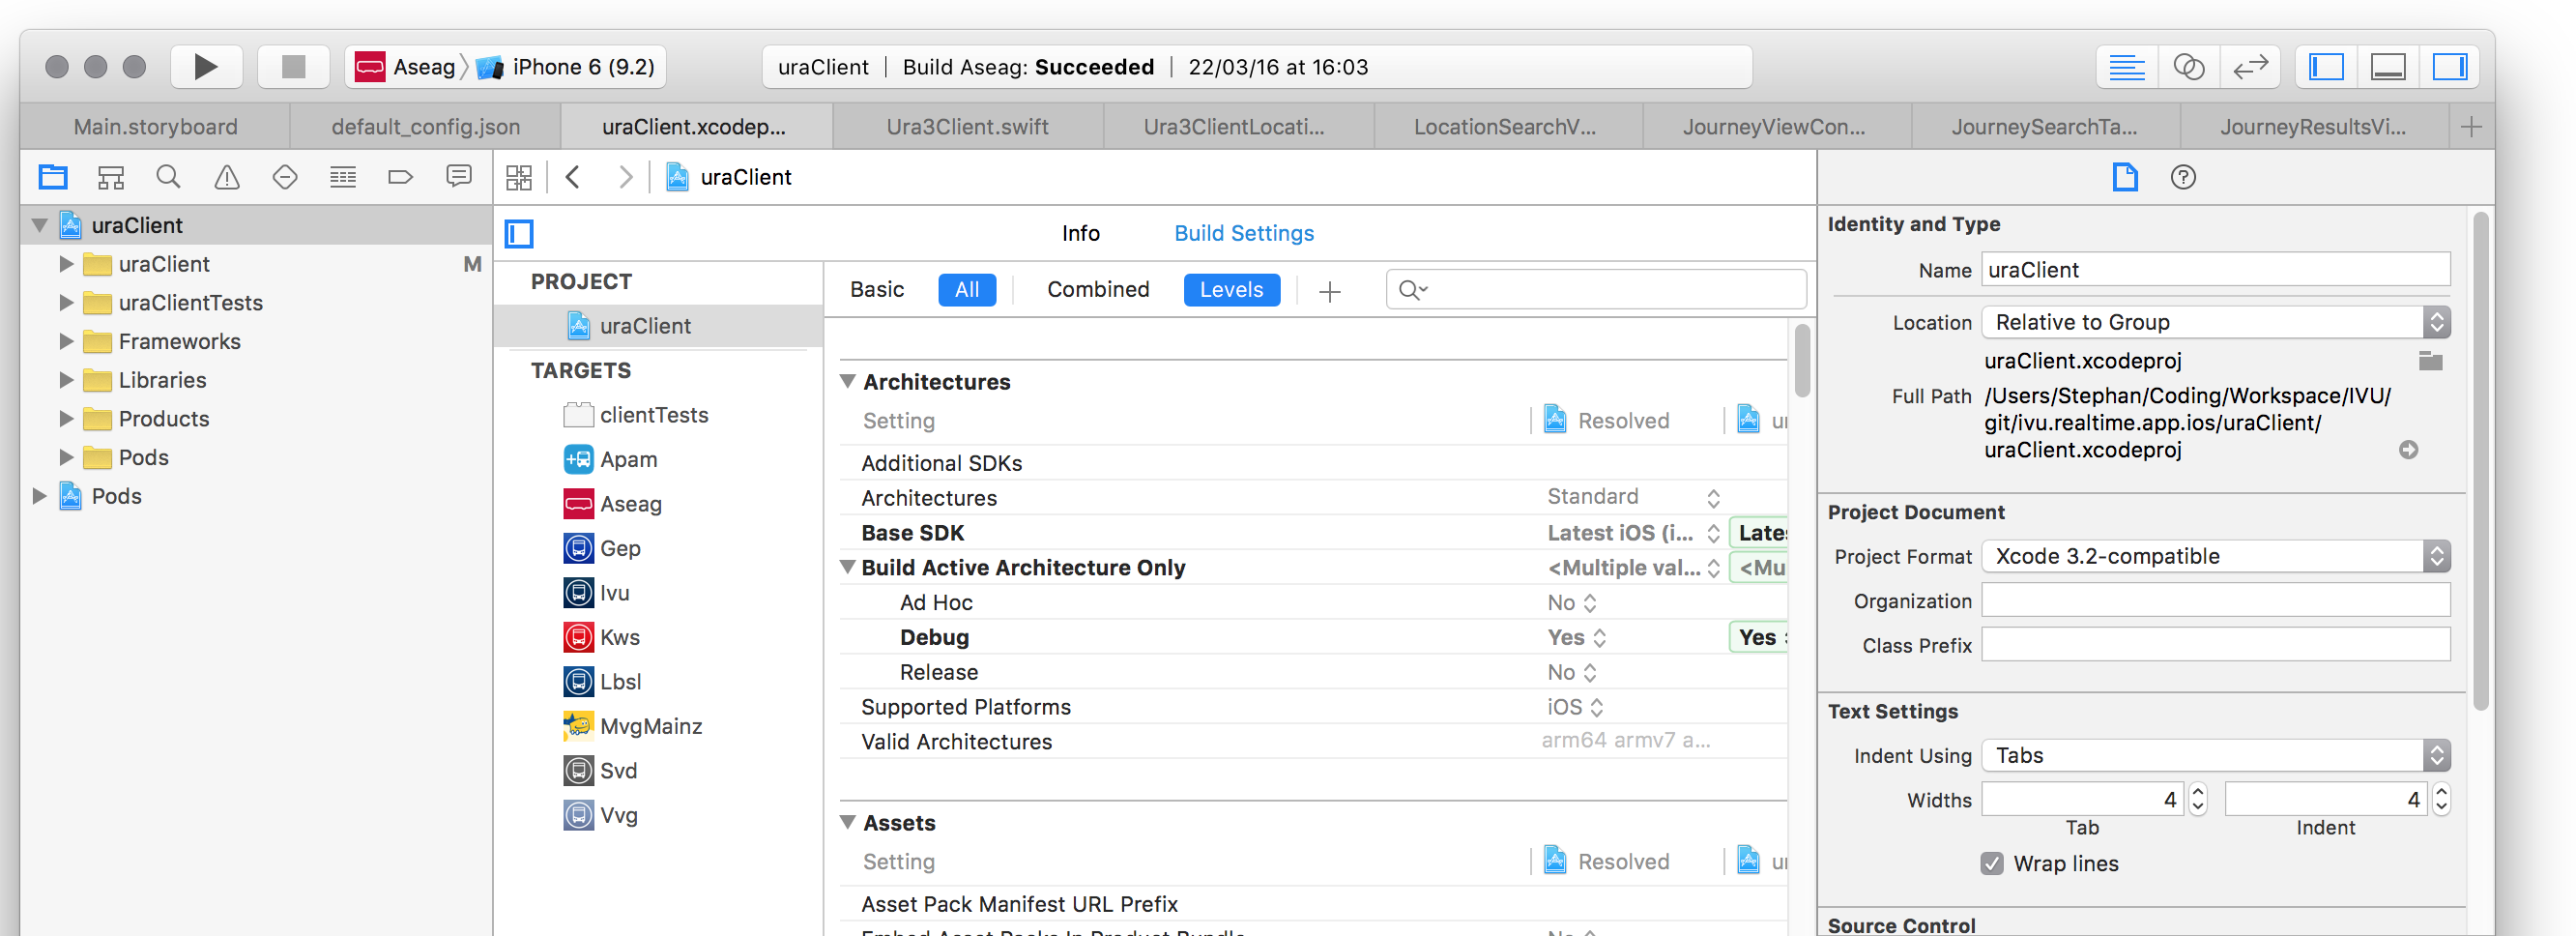 Aseag iPhone 6 (9.2)
uraClient | Build Aseag: Succeeded | 22/03/16 at 16:03
Main.storyboard
default_config.json
uraClient.xcodep...
Ura3Client.swift
Ura3ClientLocati...
LocationSearchV...
JourneyViewCon...
JourneySearchTa...
JourneyResultsVi...
uraClient
uraClient M
uraClientTests
Frameworks
Libraries
Products
Pods
Pods
uraClient
Info Build Settings
PROJECT
uraClient
TARGETS
clientTests
Apam
Aseag
Gep
Ivu
Kws
Lbsl
MvgMainz
Svd
Vvg
Basic All Combined Levels
Architectures
Setting Resolved
Additional SDKs
Architectures Standard
Base SDK Latest iOS (i...
Build Active Architecture Only <Multiple val...
Ad Hoc No
Debug Yes Yes
Release No
Supported Platforms iOS
Valid Architectures arm64 armv7 a...
Assets
Setting Resolved
Asset Pack Manifest URL Prefix
Embed Asset Packs In Product Bundle No
Identity and Type
Name uraClient
Location Relative to Group
uraClient.xcodeproj
Full Path /Users/Stephan/Coding/Workspace/IVU/
git/ivu.realtime.app.ios/uraClient/
uraClient.xcodeproj
Project Document
Project Format Xcode 3.2-compatible
Organization
Class Prefix
Text Settings
Indent Using Tabs
Widths 4 4
Tab Indent
Wrap lines
Source Control